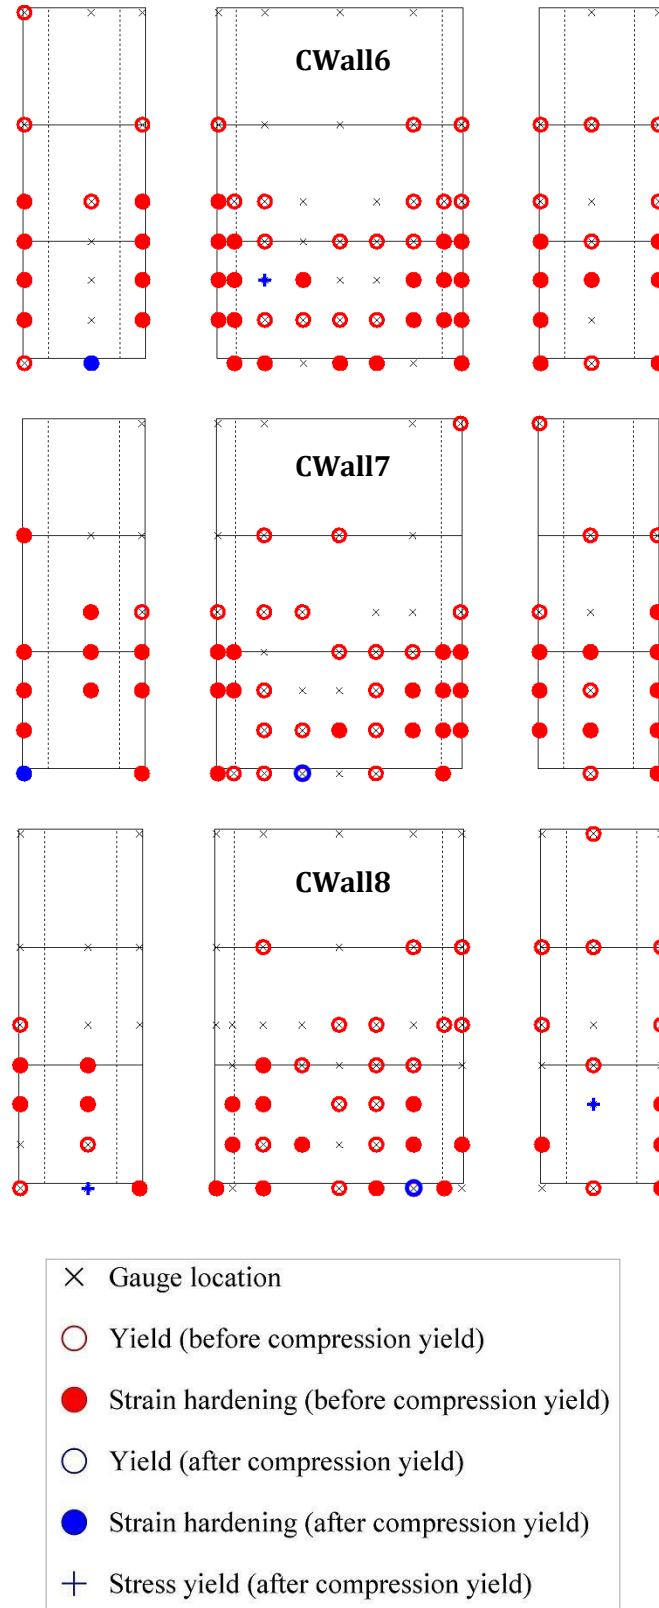 CWall6
CWall7
CWall8
Gauge location
Yield (before compression yield)
Strain hardening (before compression yield)
Yield (after compression yield)
Strain hardening (after compression yield)
Stress yield (after compression yield)